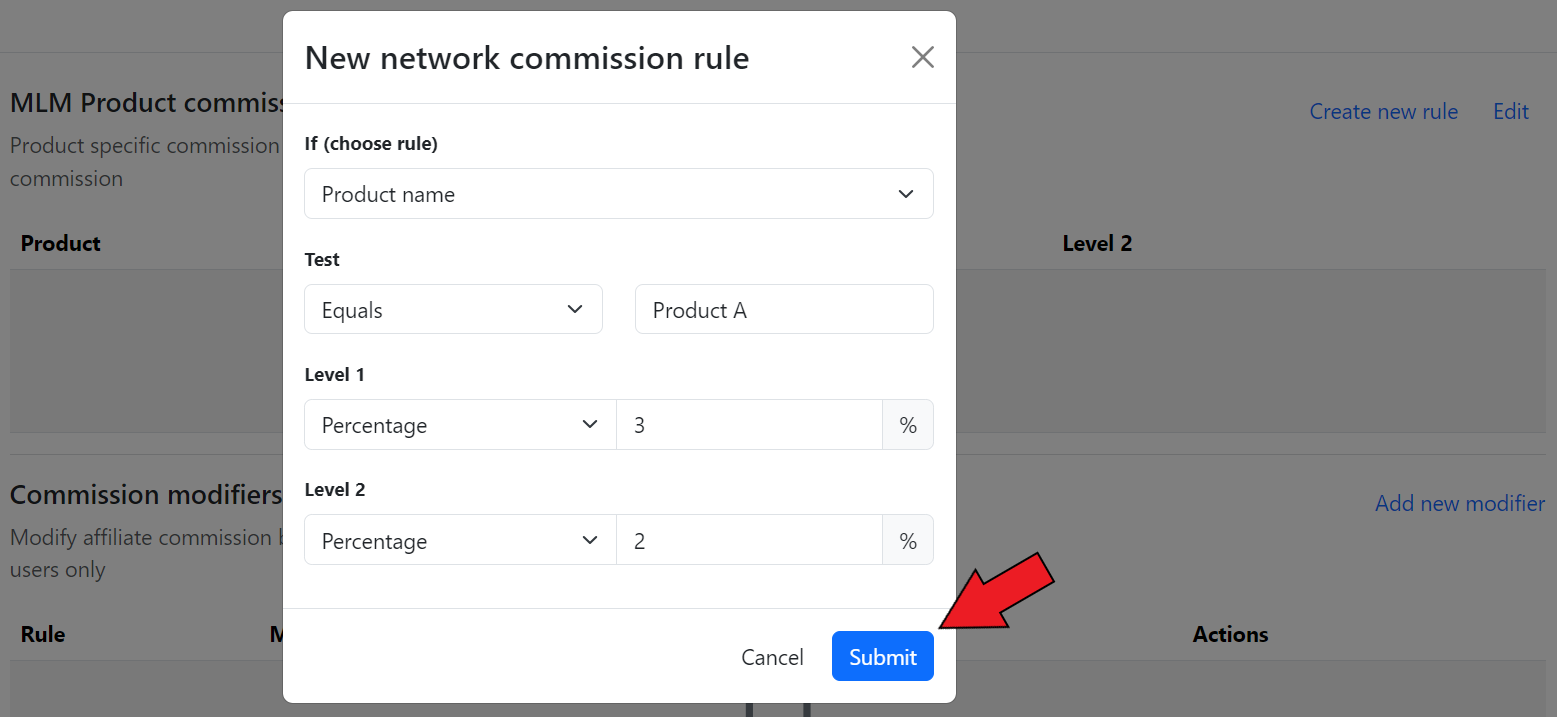 New network commission rule
MLM Product commis
Create new rule
Edit
Product specific commission
commission
If (choose rule)
Product name
Product
Level 2
Test
Equals
Product A
Level 1
Percentage
3
%
Level 2
Percentage
2
%
Commission modifiers
Add new modifier
Modify affiliate commission
users only
Rule
M
Actions
Cancel
Submit